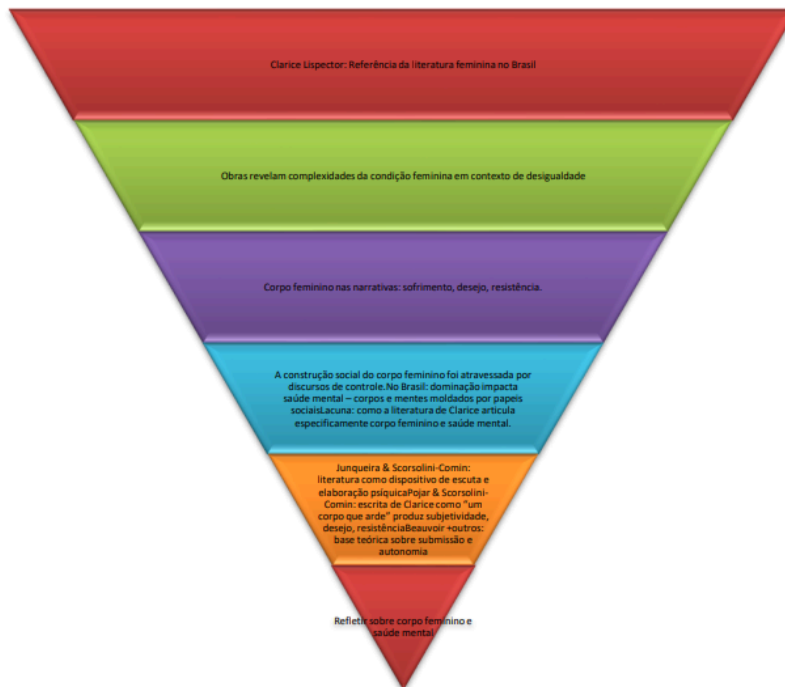 Clarice Lispector: Referência da literatura feminina no Brasil
Obras revelam complexidades da condição feminina em contexto de desigualdade
Corpo feminino nas narrativas: sofrimento, desejo, resistência.
A construção social do corpo feminino foi atravessada por
discursos de controle.No Brasil: dominação impacta
saúde mental – corpos e mentes moldados por papeis
sociaisLacuna: como a literatura de Clarice articula
especificamente corpo feminino e saúde mental.
Junqueira & Scorsolini-Comin:
literatura como dispositivo de escuta e
elaboração psíquicaPojar & Scorsolini-
Comin: escrita de Clarice como "um
corpo que arde" produz subjetividade,
desejo, resistênciaBeauvoir +outros:
base teórica sobre submissão e
autonomia
Refletir sobre corpo feminino e
saúde mental